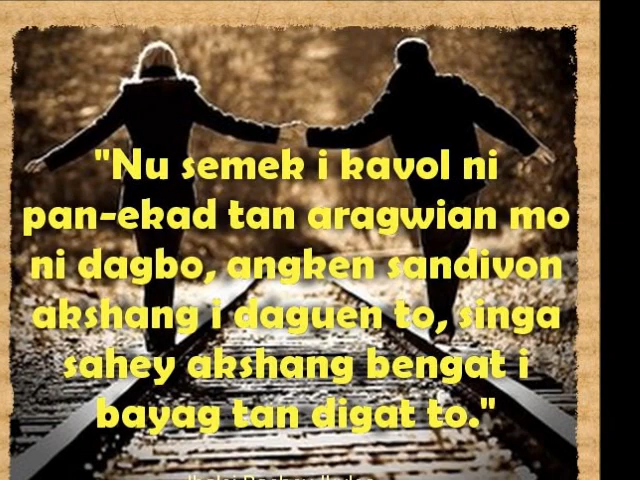 "Nu semek i kavol ni
pan-ekad tan aragwian mo
ni dagbo, angken sandivon
akshang i daguen to, singa
sahey akshang bengat i
bayag tan digat to."